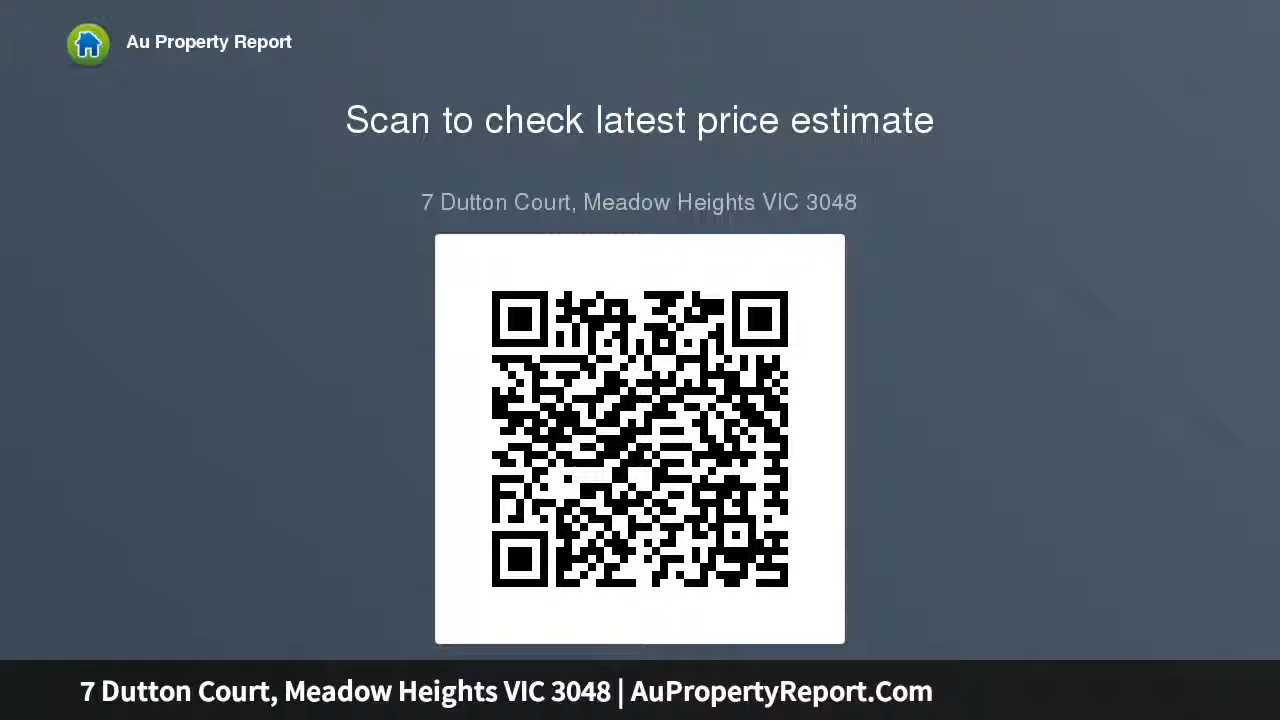 Au Property Report
Scan to check latest price estimate
7 Dutton Court, Meadow Heights VIC 3048
7 Dutton Court, Meadow Heights VIC 3048 | AuPropertyReport.Com